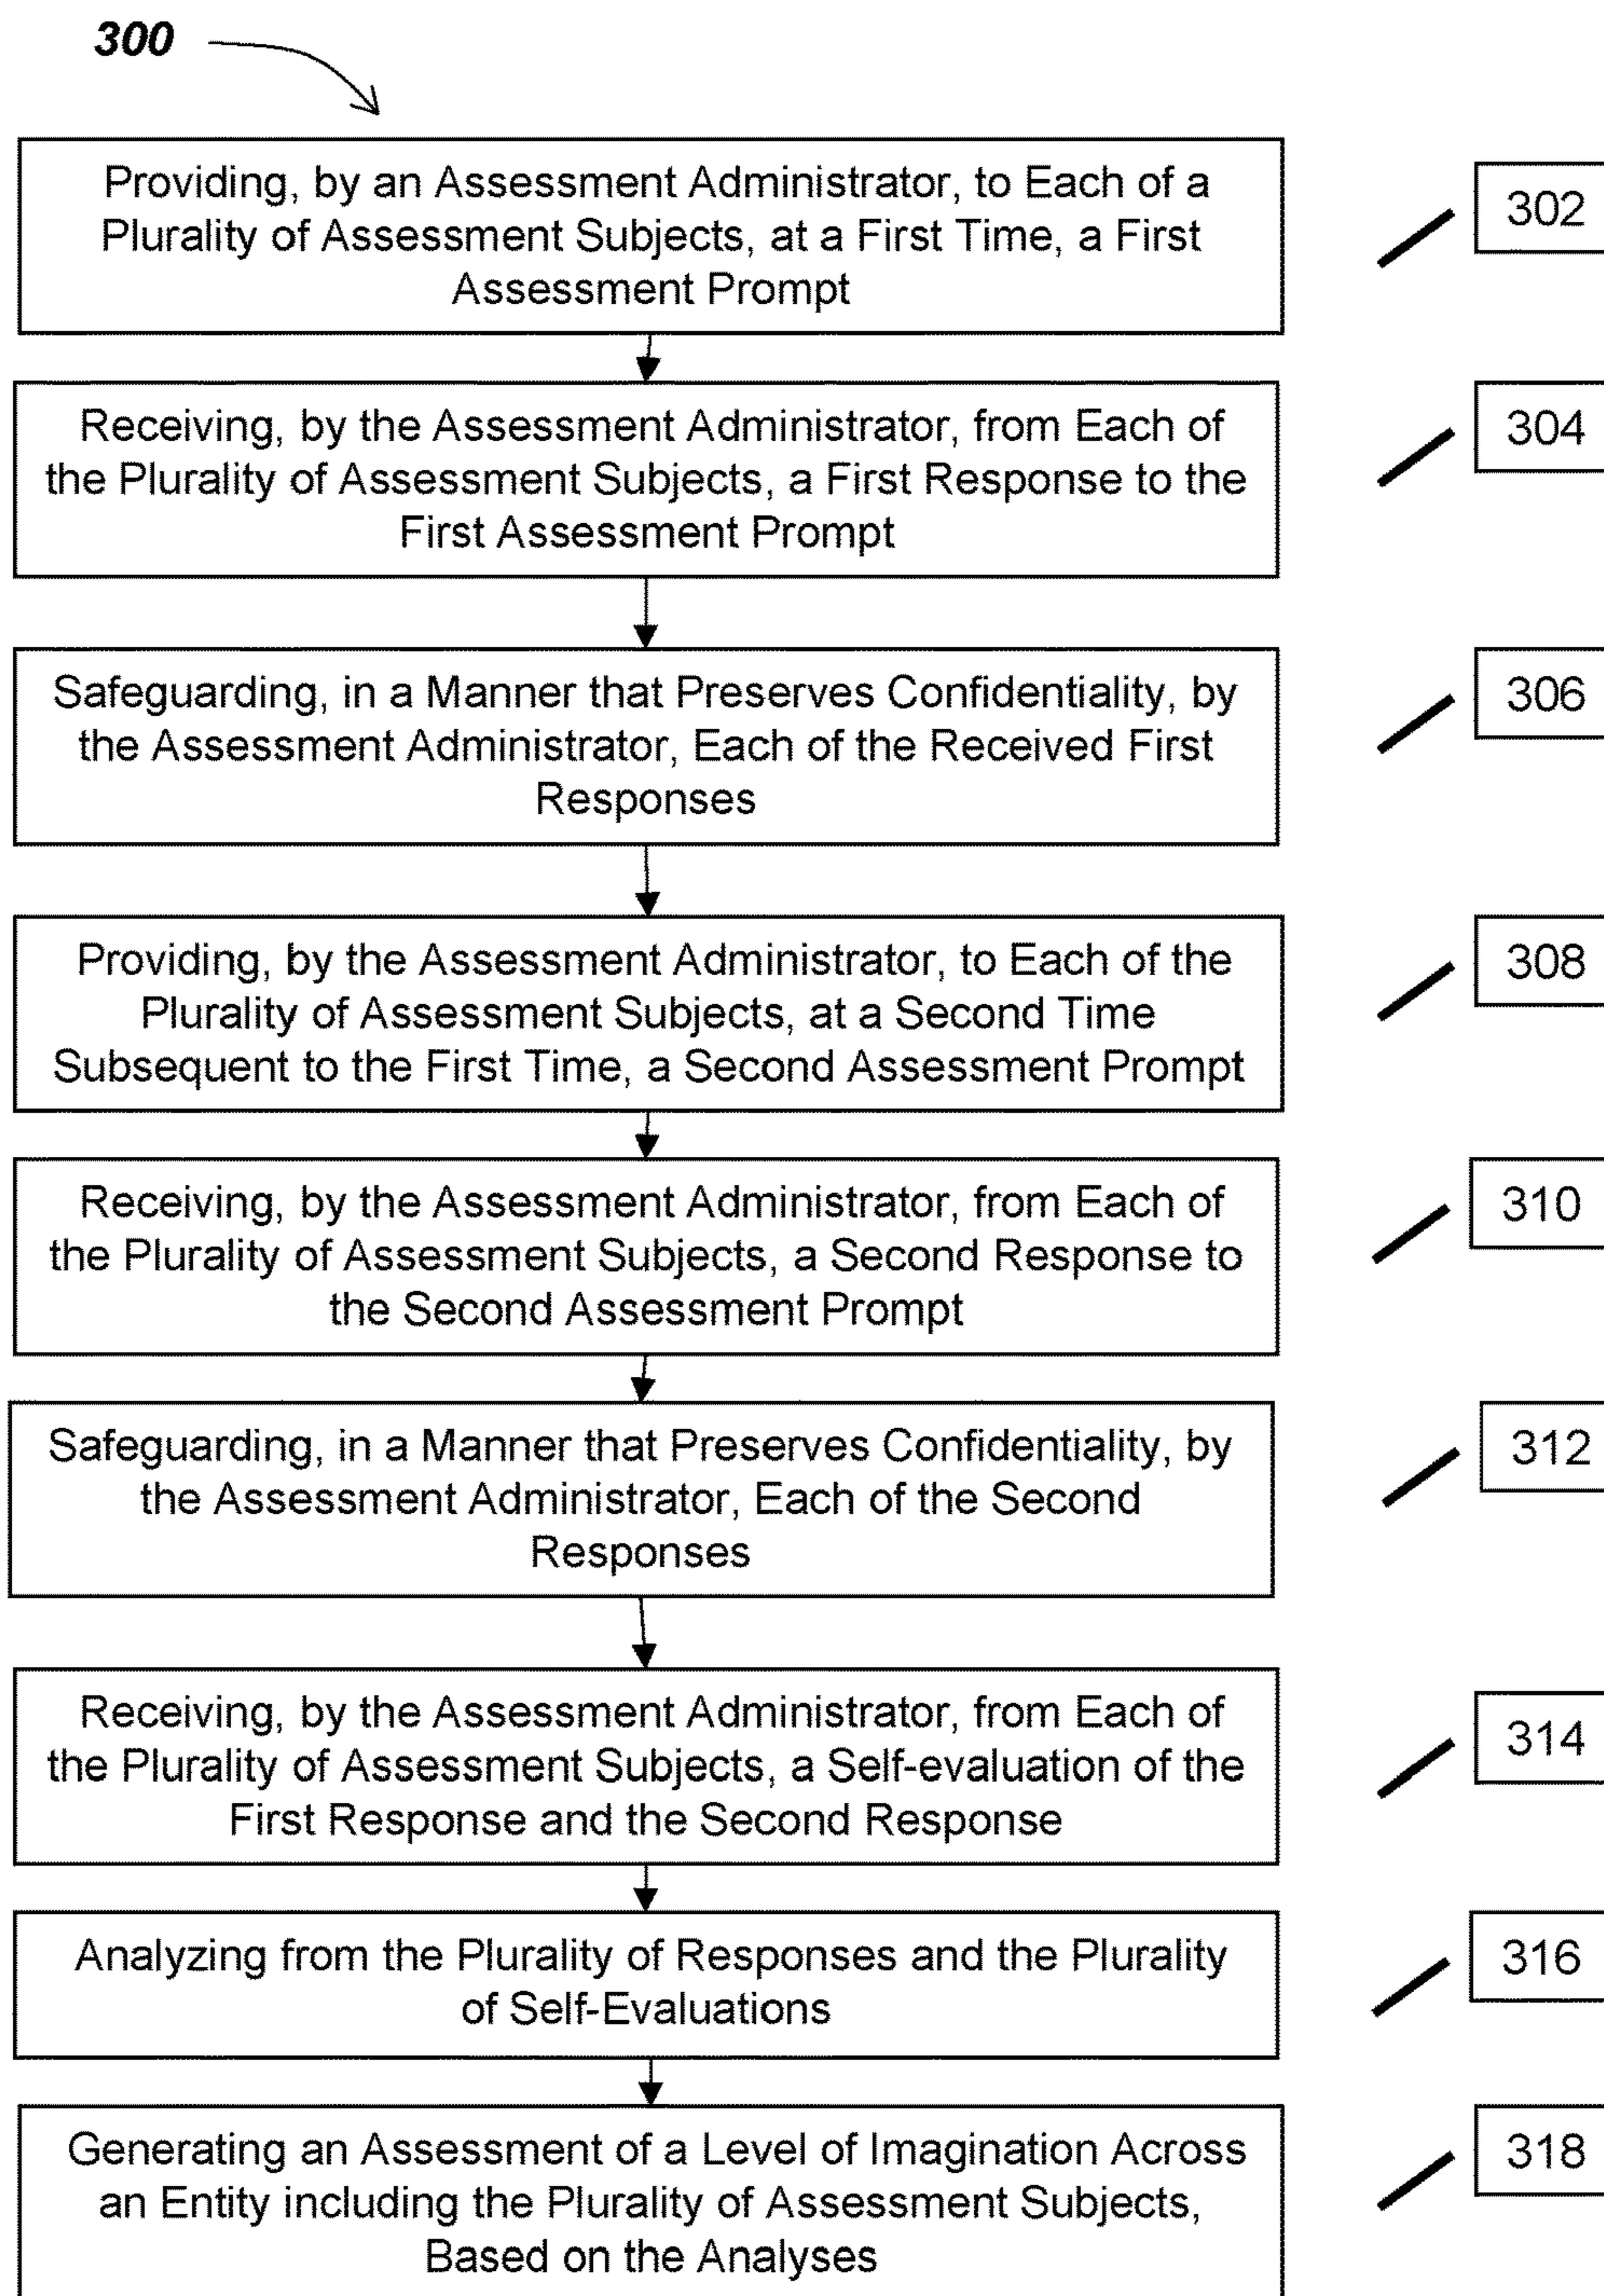 300
Providing, by an Assessment Administrator, to Each of a
Plurality of Assessment Subjects, at a First Time, a First
Assessment Prompt
302
Receiving, by the Assessment Administrator, from Each of
the Plurality of Assessment Subjects, a First Response to the
First Assessment Prompt
304
Safeguarding, in a Manner that Preserves Confidentiality, by
the Assessment Administrator, Each of the Received First
Responses
306
Providing, by the Assessment Administrator, to Each of the
Plurality of Assessment Subjects, at a Second Time
Subsequent to the First Time, a Second Assessment Prompt
308
Receiving, by the Assessment Administrator, from Each of
the Plurality of Assessment Subjects, a Second Response to
the Second Assessment Prompt
310
Safeguarding, in a Manner that Preserves Confidentiality, by
the Assessment Administrator, Each of the Second
Responses
312
Receiving, by the Assessment Administrator, from Each of
the Plurality of Assessment Subjects, a Self-evaluation of the
First Response and the Second Response
314
Analyzing from the Plurality of Responses and the Plurality
of Self-Evaluations
316
Generating an Assessment of a Level of Imagination Across
an Entity including the Plurality of Assessment Subjects,
Based on the Analyses
318